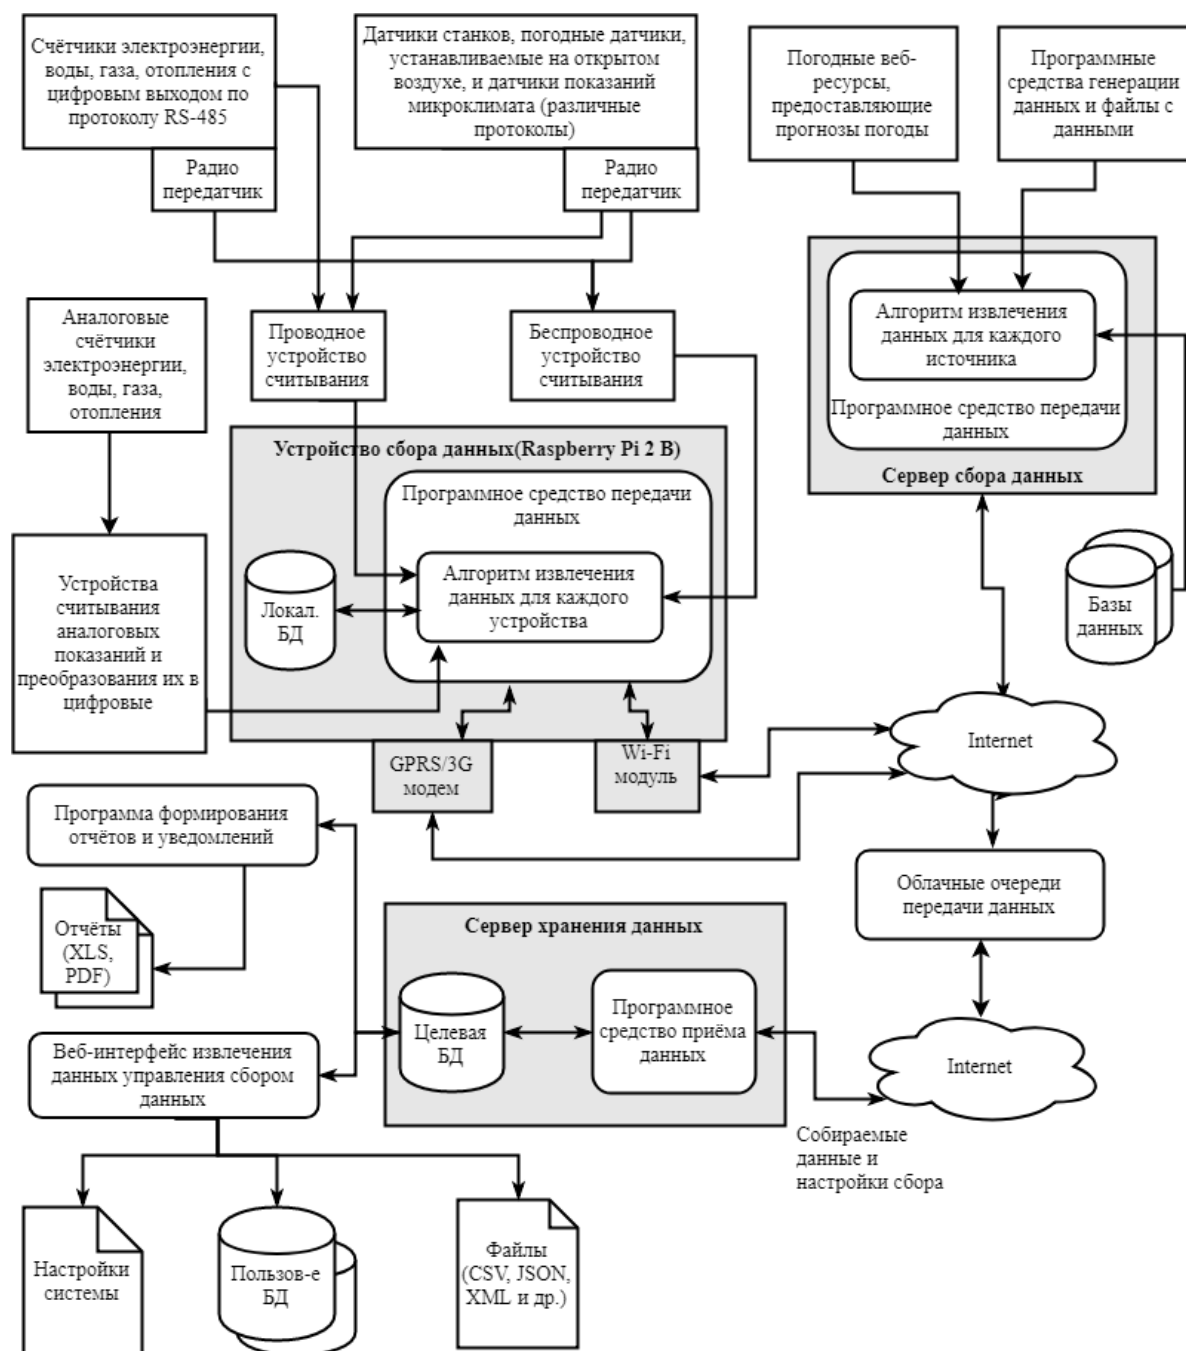 Счётчики электроэнергии,
воды, газа, отопления с
цифровым выходом по
протоколу RS-485
Радио
передатчик
Датчики станков, погодные датчики,
устанавливаемые на открытом
воздухе, и датчики показаний
микроклимата (различные
протоколы)
Радио
передатчик
Погодные веб-
ресурсы,
предоставляющие
прогнозы погоды
Программные
средства генерации
данных и файлы с
данными
Аналоговые
счётчики
электроэнергии,
воды, газа,
отопления
Проводное
устройство
считывания
Беспроводное
устройство
считывания
Алгоритм извлечения
данных для каждого
источника
Программное средство передачи
данных
Сервер сбора данных
Устройство сбора данных(Raspberry Pi 2 B)
Программное средство передачи
данных
Алгоритм извлечения
данных для каждого
устройства
Локал.
БД
Устройства
считывания
аналоговых
показаний и
преобразования их в
цифровые
Базы
данных
GPRS/3G
модем
Wi-Fi
модуль
Internet
Программа формирования
отчётов и уведомлений
Отчёты
(XLS,
PDF)
Облачные очереди
передачи данных
Сервер хранения данных
Целевая
БД
Программное
средство приёма
данных
Internet
Веб-интерфейс извлечения
данных управления сбором
данных
Собираемые
данные и
настройки сбора
Настройки
системы
Пользов-е
БД
Файлы
(CSV, JSON,
XML и др.)